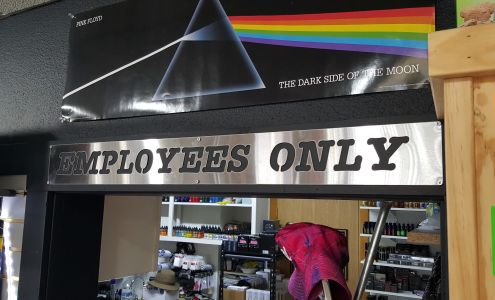 PINK FLOYD
THE DARK SIDE OF THE MOON
EMPLOYEES ONLY